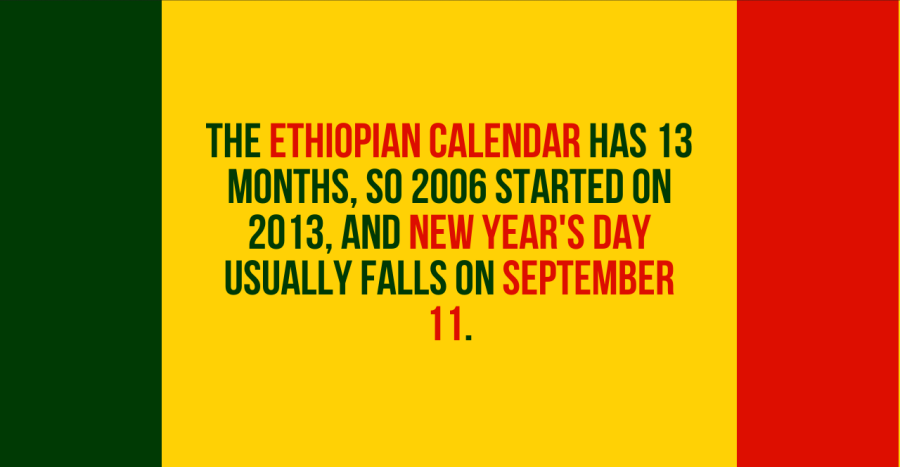 THE ETHIOPIAN CALENDAR HAS 13
MONTHS, SO 2006 STARTED ON
2013, AND NEW YEAR'S DAY
USUALLY FALLS ON SEPTEMBER
11.